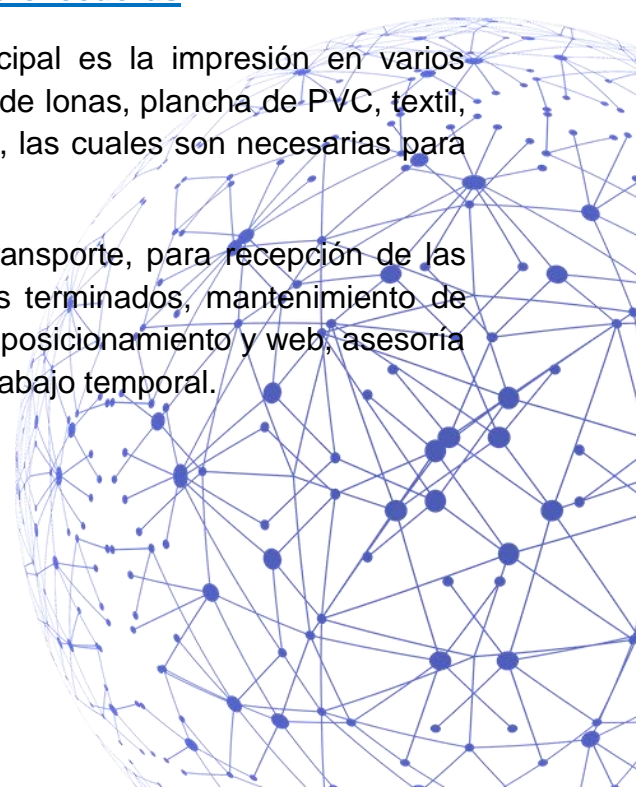 cipal es la impresión en varios
de lonas, plancha de PVC, textil,
, las cuales son necesarias para
ansporte, para recepción de las
s terminados, mantenimiento de
posicionamiento y web, asesoría
abajo temporal.